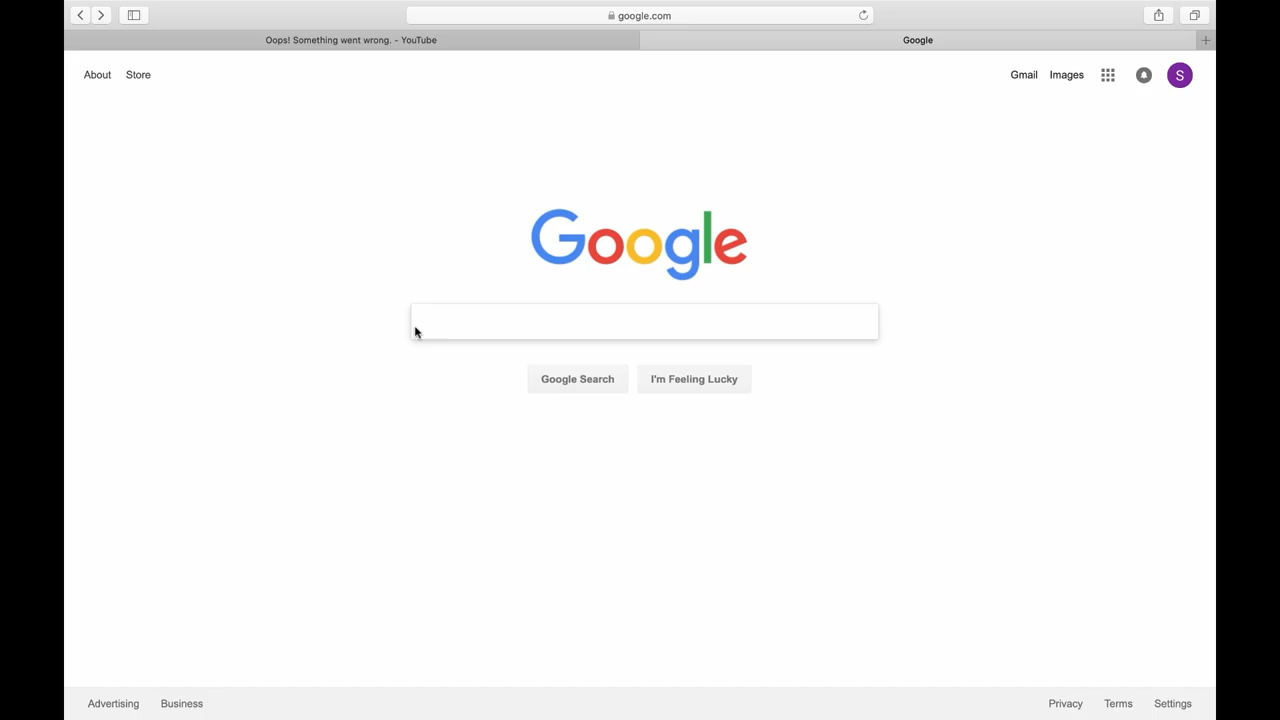 google.com
Oops! Something went wrong. - YouTube
Google
About Store
Gmail Images S
Google
Google Search I'm Feeling Lucky
Advertising Business
Privacy Terms Settings